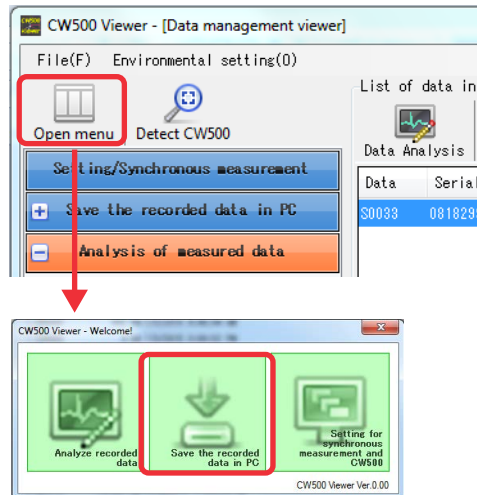 CW500 Viewer - [Data management viewer]
File(F) Environmental setting(O)
Open menu
Detect CW500
List of data in
Data Analysis
Setting/Synchronous measurement
Save the recorded data in PC
Analysis of measured data
Data Serial
S0033 081829
CW500 Viewer - Welcome!
Analyze recorded
data
Save the recorded
data in PC
Setting for
synchronous
measurement and
CW500
CW500 Viewer Ver.0.00